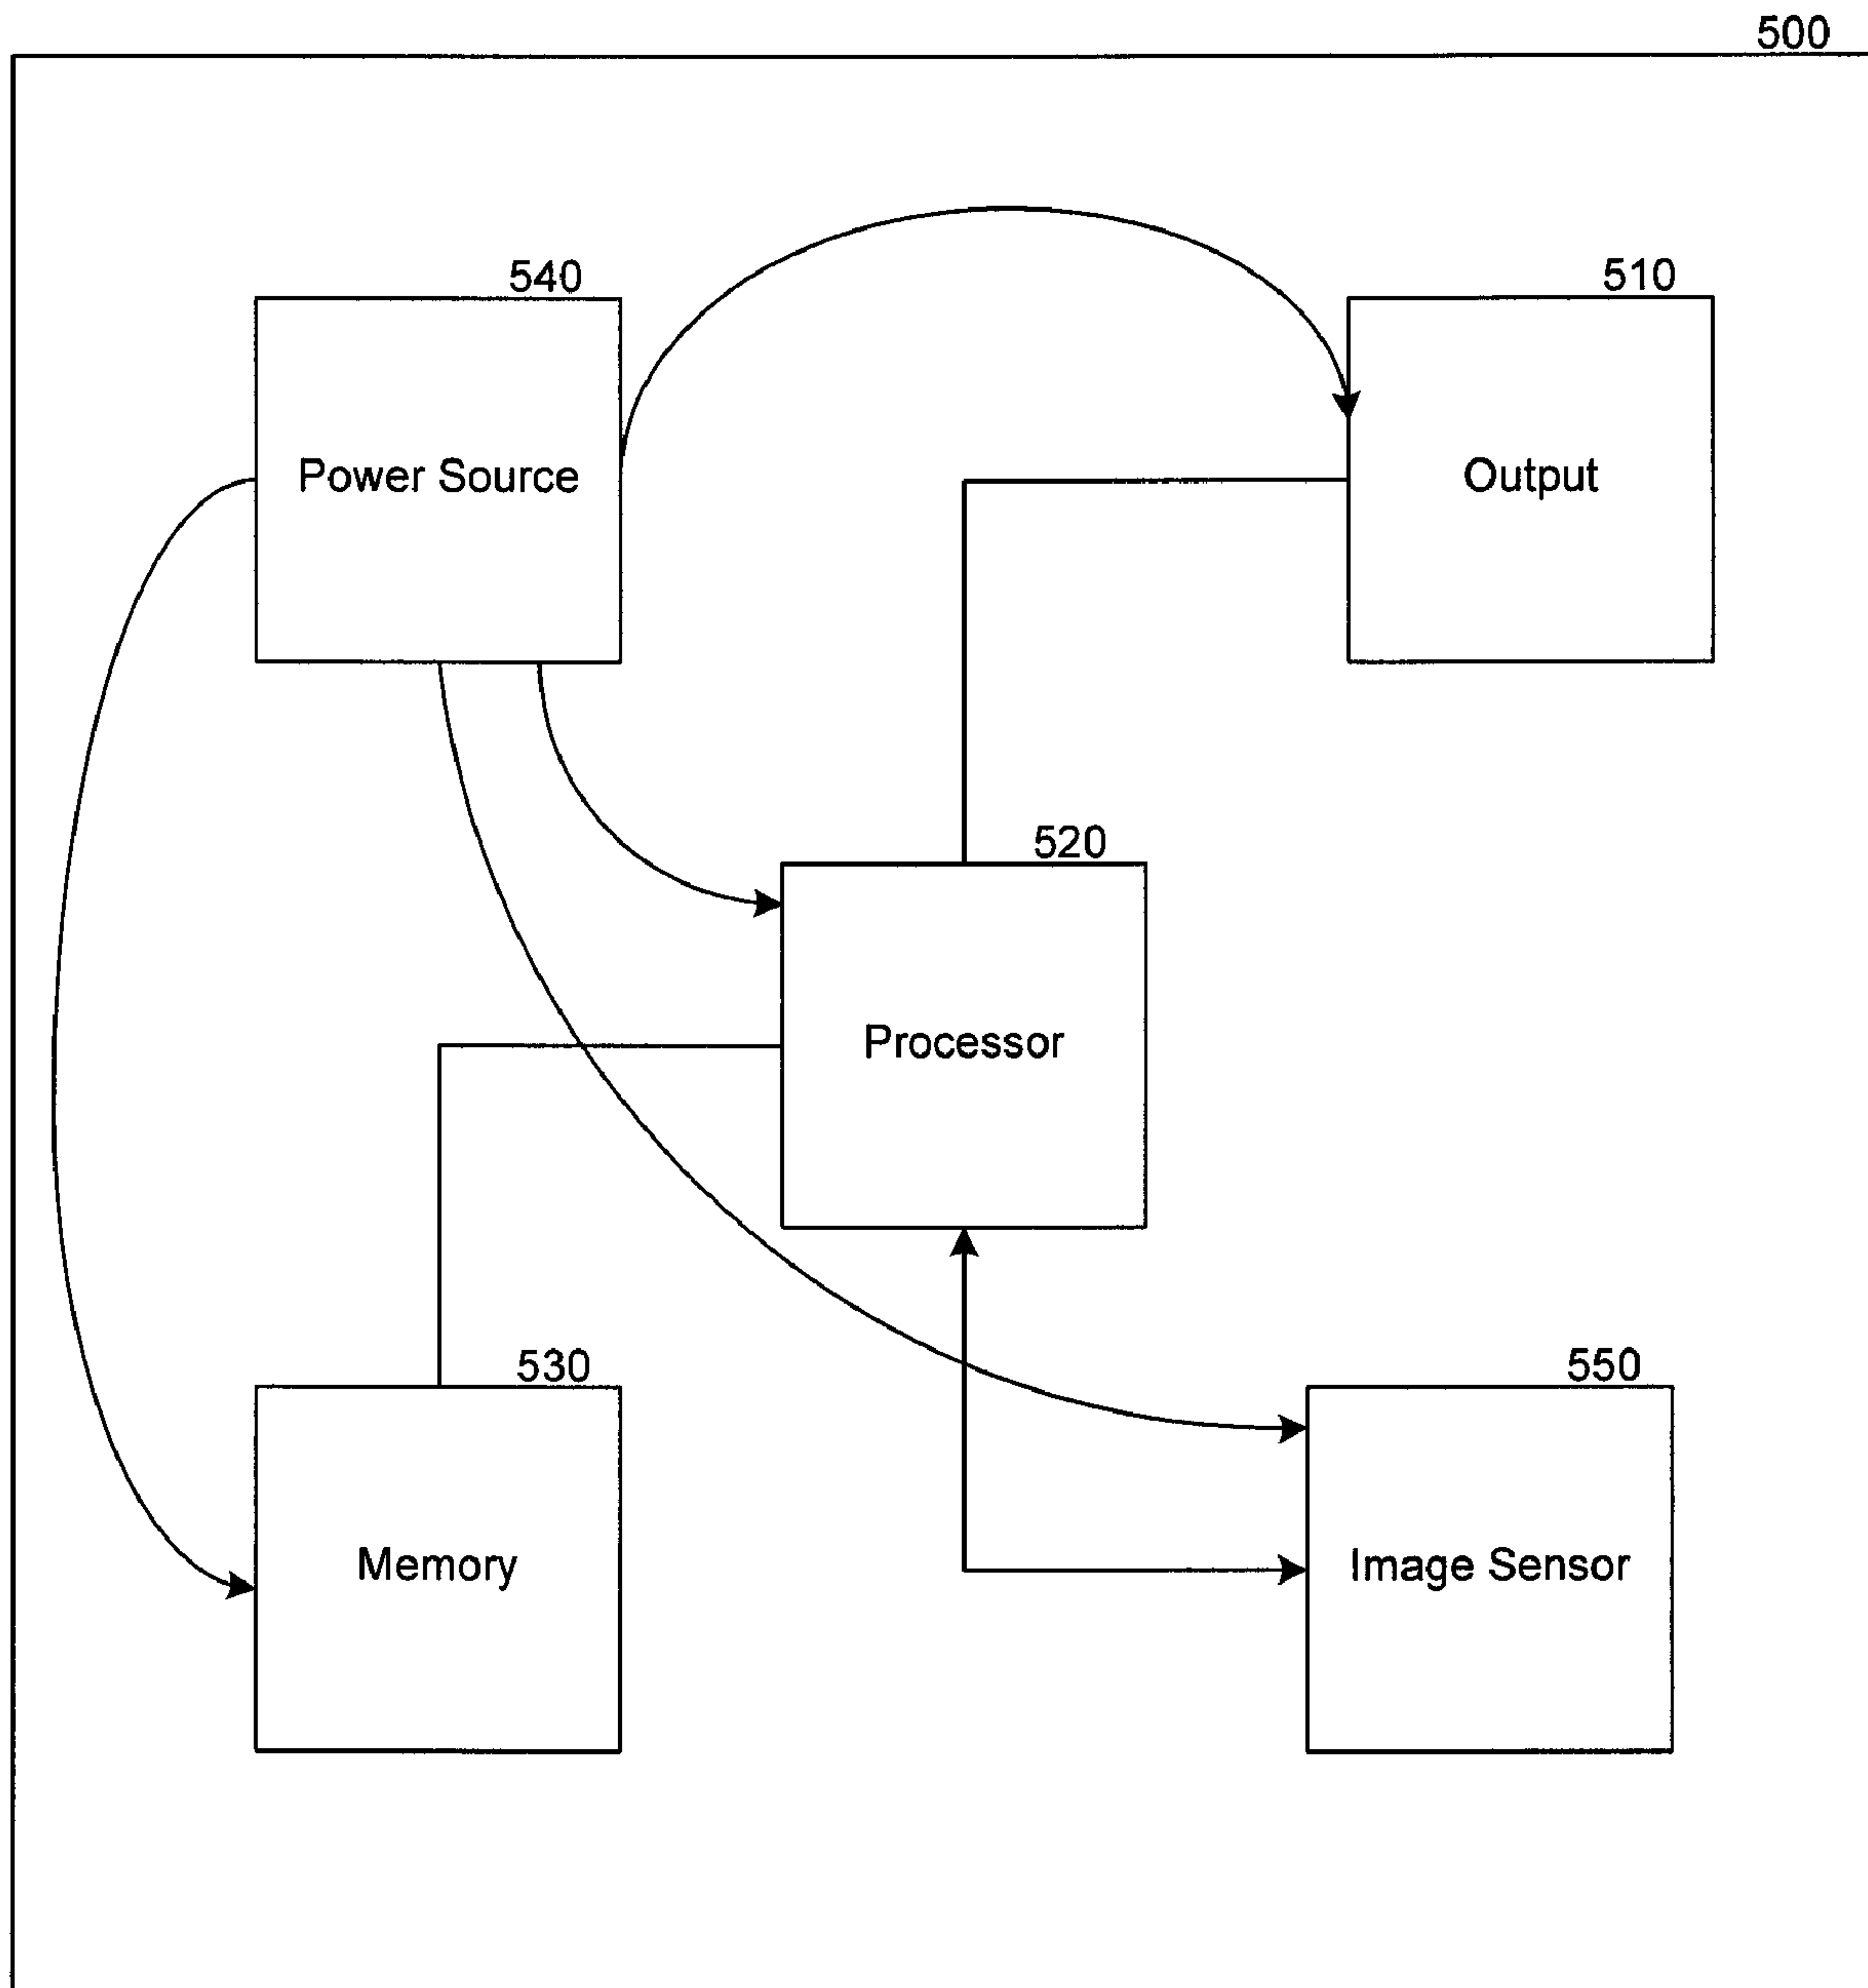 500
540
510
Power Source
Output
520
Processor
530
550
Memory
Image Sensor